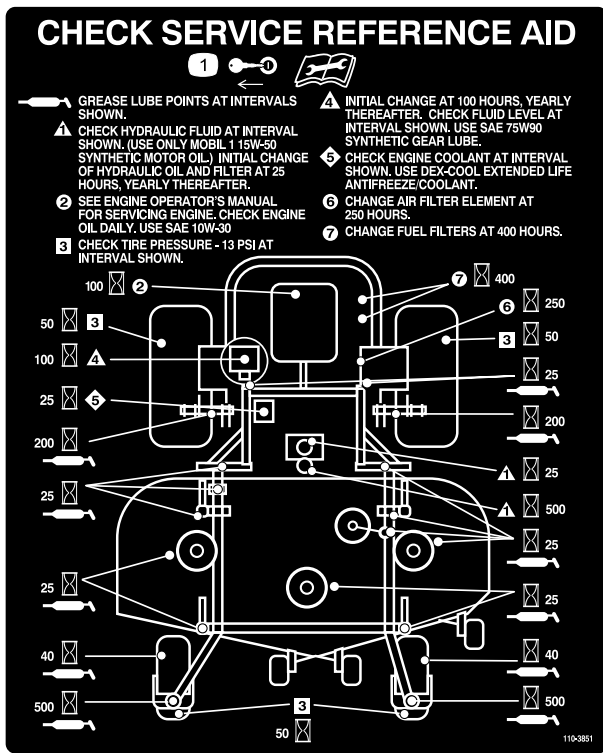 CHECK SERVICE REFERENCE AID
1
GREASE LUBE POINTS AT INTERVALS
SHOWN.
1 CHECK HYDRAULIC FLUID AT INTERVAL
SHOWN. (USE ONLY MOBIL 1 15W-50
SYNTHETIC MOTOR OIL.) INITIAL CHANGE
OF HYDRAULIC OIL AND FILTER AT 25
HOURS, YEARLY THEREAFTER.
2 SEE ENGINE OPERATOR'S MANUAL
FOR SERVICING ENGINE. CHECK ENGINE
OIL DAILY. USE SAE 10W-30
3 CHECK TIRE PRESSURE - 13 PSI AT
INTERVAL SHOWN.
4 INITIAL CHANGE AT 100 HOURS, YEARLY
THEREAFTER. CHECK FLUID LEVEL AT
INTERVAL SHOWN. USE SAE 75W90
SYNTHETIC GEAR LUBE.
5 CHECK ENGINE COOLANT AT INTERVAL
SHOWN. USE DEX-COOL EXTENDED LIFE
ANTIFREEZE/COOLANT.
6 CHANGE AIR FILTER ELEMENT AT
250 HOURS.
7 CHANGE FUEL FILTERS AT 400 HOURS.
100 2
7 400
6 250
50 3
3 50
100 4
25
25 5
200
200
1 25
25
1 500
25
25
25
40
40
500
500
3
50
110-3851